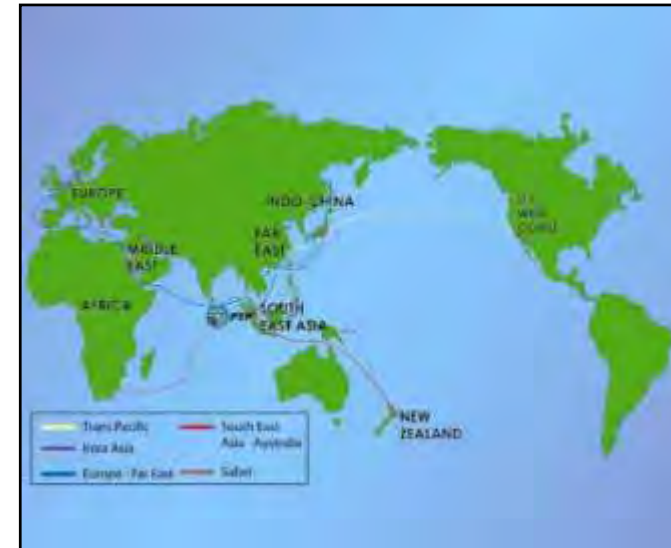 EUROPE
INDO-CHINA
FAR
EAST
MIDDLE
EAST
AFRICA
SOUTH
EAST ASIA
NEW
ZEALAND
Trans Pacific
Intra Asia
Europe - Far East
South East
Asia - Australia
Safari